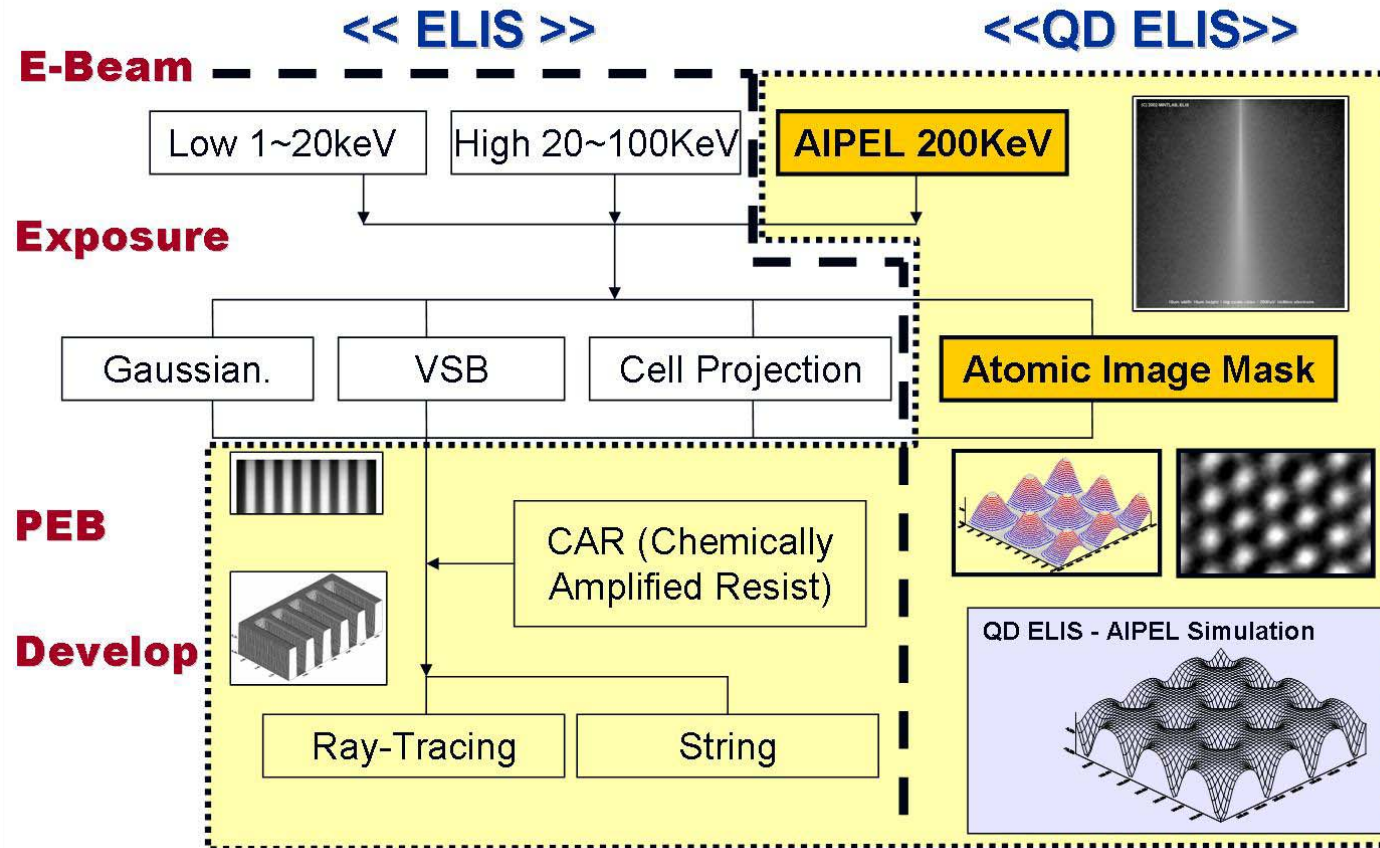 << ELIS >>
<<QD ELIS>>
E-Beam
Low 1~20keV
High 20~100KeV
AIPEL 200KeV
Exposure
Gaussian.
VSB
Cell Projection
Atomic Image Mask
PEB
CAR (Chemically
Amplified Resist)
Develop
QD ELIS - AIPEL Simulation
Ray-Tracing
String